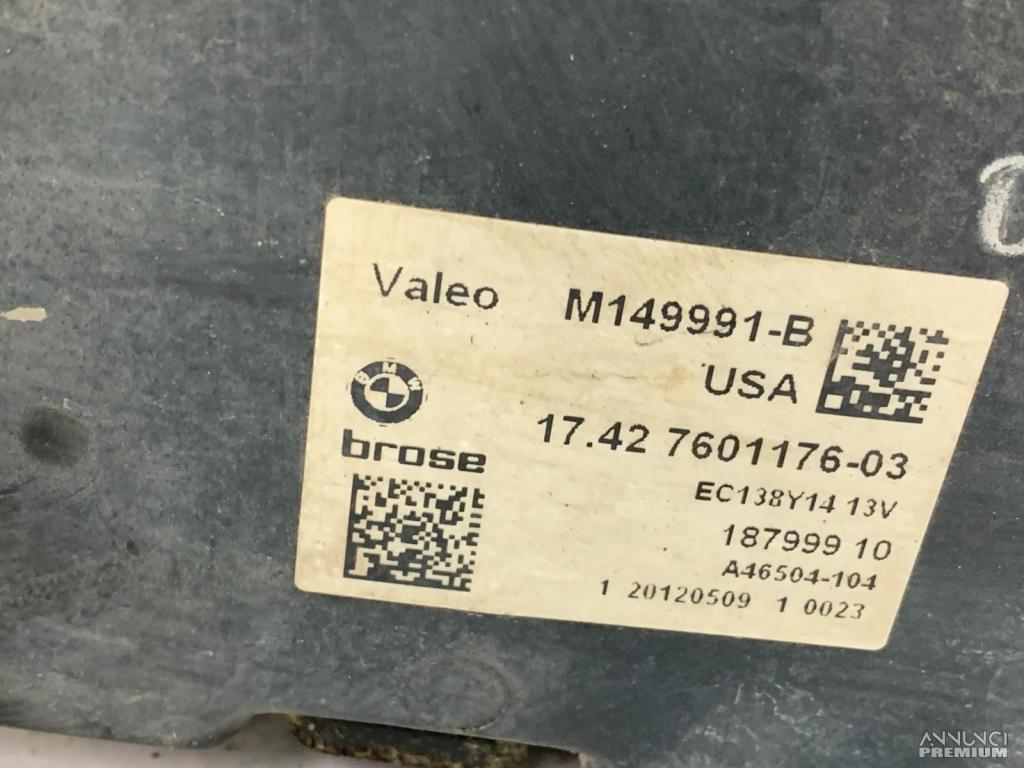 Valeo M149991-B
USA
BMW
brose
17.42 7601176-03
EC138Y14 13V
187999 10
A46504-104
1 20120509 1 0023
ANNUNCI
PREMIUM